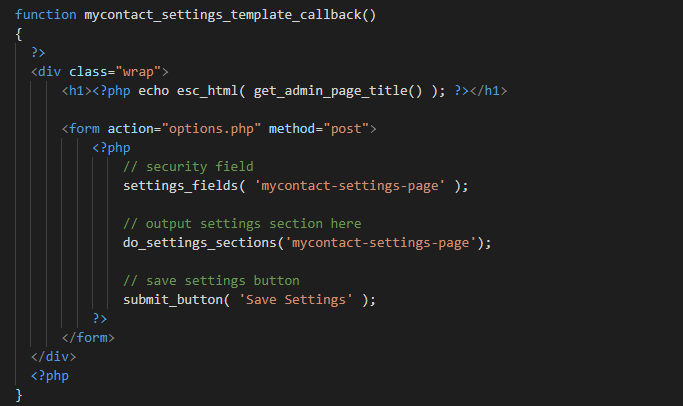 function mycontact_settings_template_callback()
{
?>
<div class="wrap">
<h1><?php echo esc_html( get_admin_page_title() ); ?></h1>
<form action="options.php" method="post">
<?php
// security field
settings_fields( 'mycontact-settings-page' );
// output settings section here
do_settings_sections('mycontact-settings-page');
// save settings button
submit_button( 'Save Settings' );
?>
</form>
</div>
<?php
}